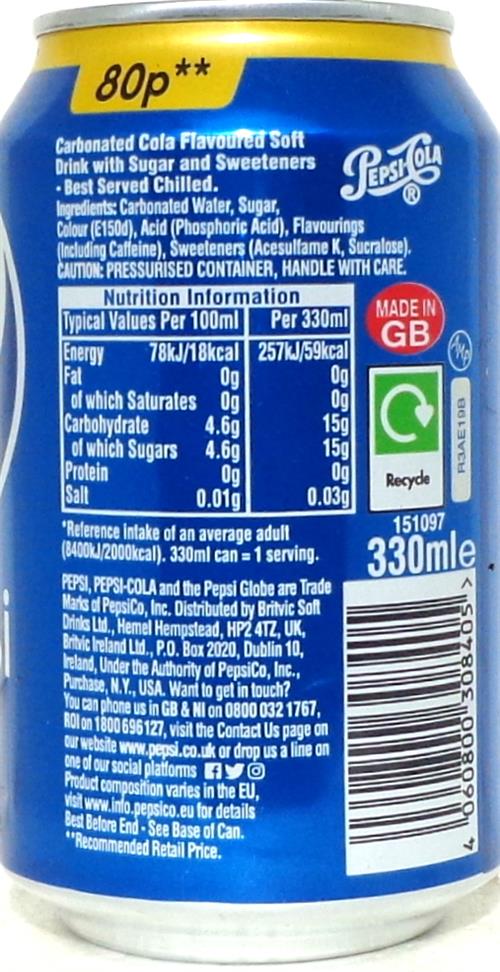 80p**
Carbonated Cola Flavoured Soft
Drink with Sugar and Sweeteners
- Best Served Chilled.
Ingredients: Carbonated Water, Sugar,
Colour (E150d), Acid (Phosphoric Acid), Flavourings
(Including Caffeine), Sweeteners (Acesulfame K, Sucralose).
CAUTION: PRESSURISED CONTAINER, HANDLE WITH CARE.
PEPSI-COLA ®
Nutrition Information
Typical Values Per 100ml Per 330ml
Energy 78kJ/18kcal 257kJ/59kcal
Fat 0g 0g
of which Saturates 0g 0g
Carbohydrate 4.6g 15g
of which Sugars 4.6g 15g
Protein 0g 0g
Salt 0.01g 0.03g
MADE IN
GB
AMP
R3AE19B
Recycle
151097
330ml e
*Reference intake of an average adult
(8400kJ/2000kcal). 330ml can = 1 serving.
PEPSI, PEPSI-COLA and the Pepsi Globe are Trade
Marks of PepsiCo, Inc. Distributed by Britvic Soft
Drinks Ltd., Hemel Hempstead, HP2 4TZ, UK,
Britvic Ireland Ltd., P.O. Box 2020, Dublin 10,
Ireland, Under the Authority of PepsiCo, Inc.,
Purchase, N.Y., USA. Want to get in touch?
You can phone us in GB & NI on 0800 032 1767,
ROI on 1800 696127, visit the Contact Us page on
our website www.pepsi.co.uk or drop us a line on
one of our social platforms
Product composition varies in the EU,
visit www.info.pepsico.eu for details
Best Before End - See Base of Can.
**Recommended Retail Price.
4 060800 308405 >
si